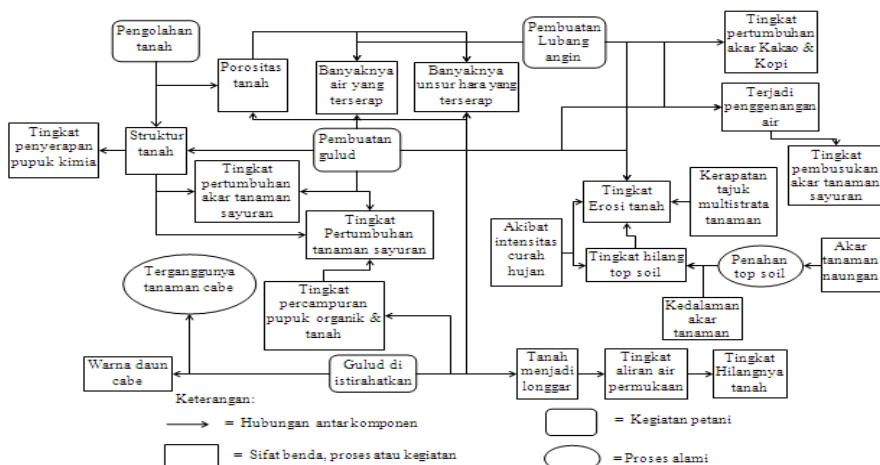 Pengolahan
tanah
Pembuatan
Lubang
angin
Tingkat
pertumbuhan
akar Kakao &
Kopi
Porositas
tanah
Banyaknya
air yang
terserap
Banyaknya
unsur hara yang
terserap
Terjadi
penggenangan
air
Tingkat
penyerapan
pupuk kimia
Struktur
tanah
Pembuatan
gulud
Tingkat
pembusukan
akar tanaman
sayuran
Tingkat
pertumbuhan
akar tanaman
sayuran
Tingkat
Erosi tanah
Kerapatan
tajuk
multistrata
tanaman
Tingkat
Pertumbuhan
tanaman sayuran
Akibat
intensitas
curah
hujan
Tingkat hilang
top soil
Penahan
top soil
Akar
tanaman
naungan
Terganggunya
tanaman cabe
Tingkat
percampuran
pupuk organik &
tanah
Kedalaman
akar
tanaman
Warna daun
cabe
Gulud di
istirahatkan
Tanah
menjadi
longgar
Tingkat
aliran air
permukaan
Tingkat
Hilangnya
tanah
Keterangan:
= Hubungan antar komponen
= Kegiatan petani
= Sifat benda, proses atau kegiatan
=Proses alami